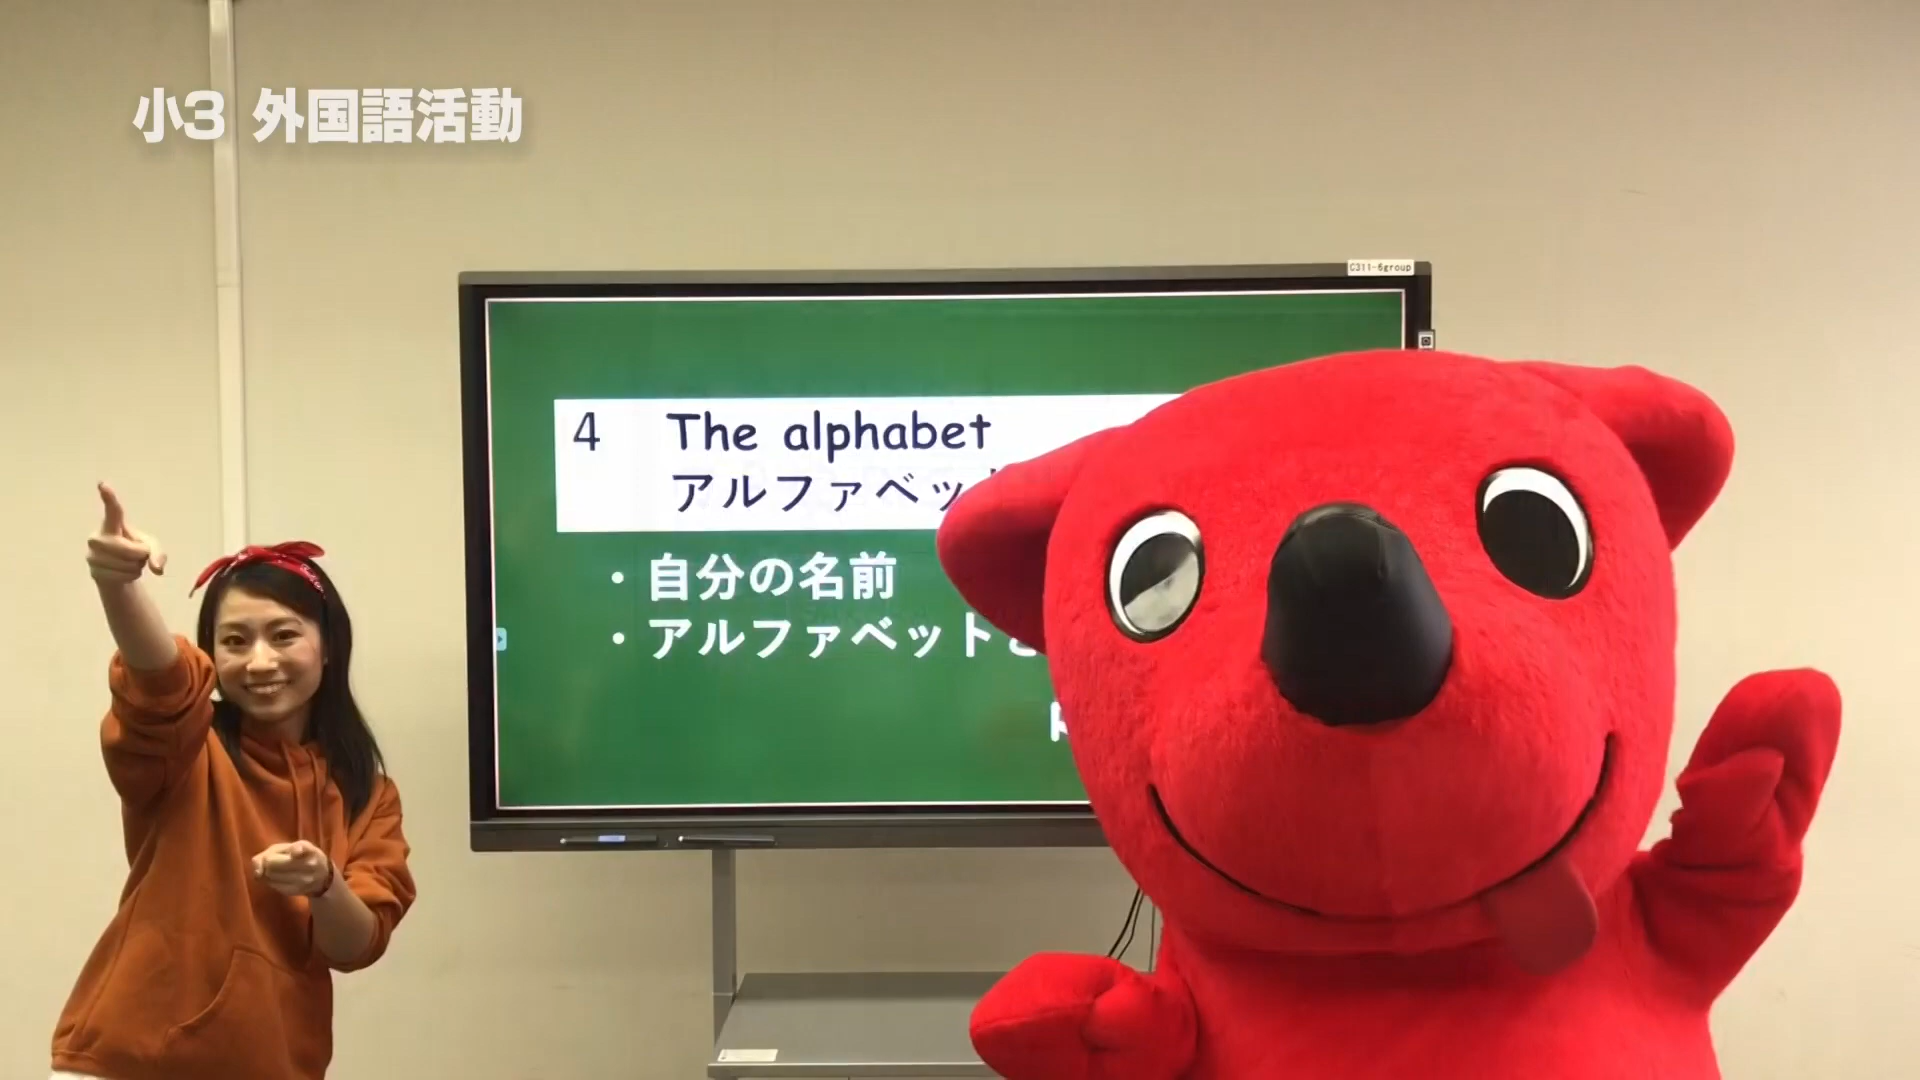 小3 外国語活動
C311-6group
4 The alphabet
アルファベッ
・自分の名前
・アルファベットと